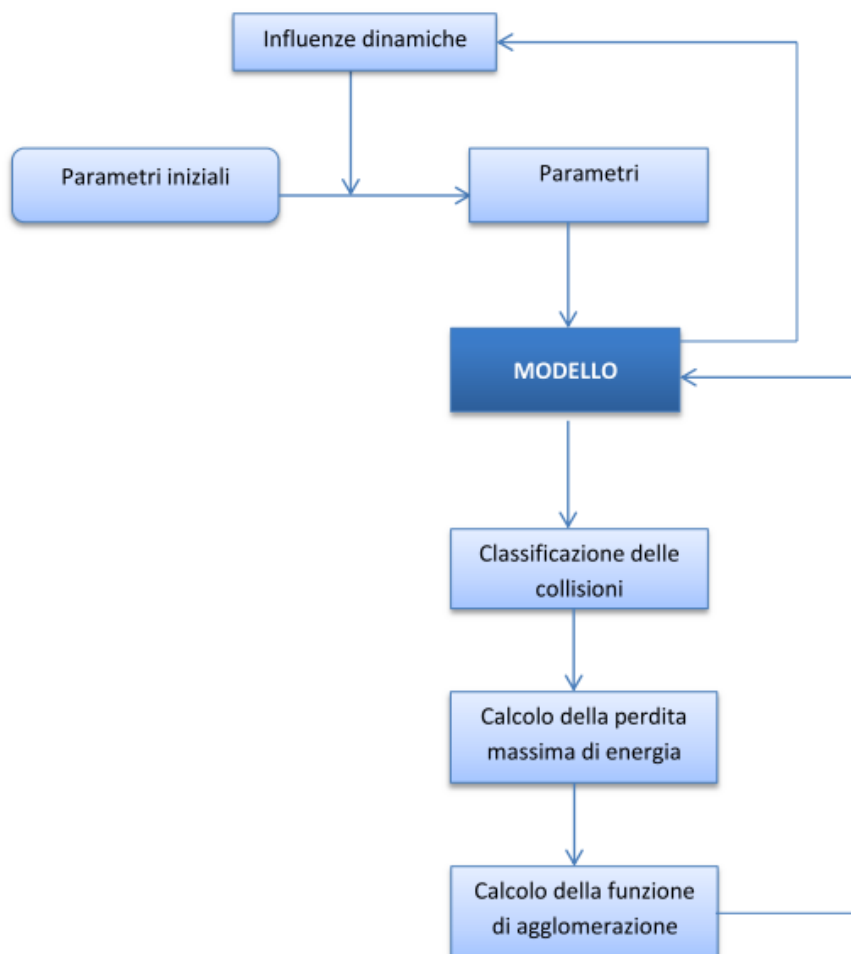 Influenze dinamiche
Parametri iniziali
Parametri
MODELLO
Classificazione delle
collisioni
Calcolo della perdita
massima di energia
Calcolo della funzione
di agglomerazione